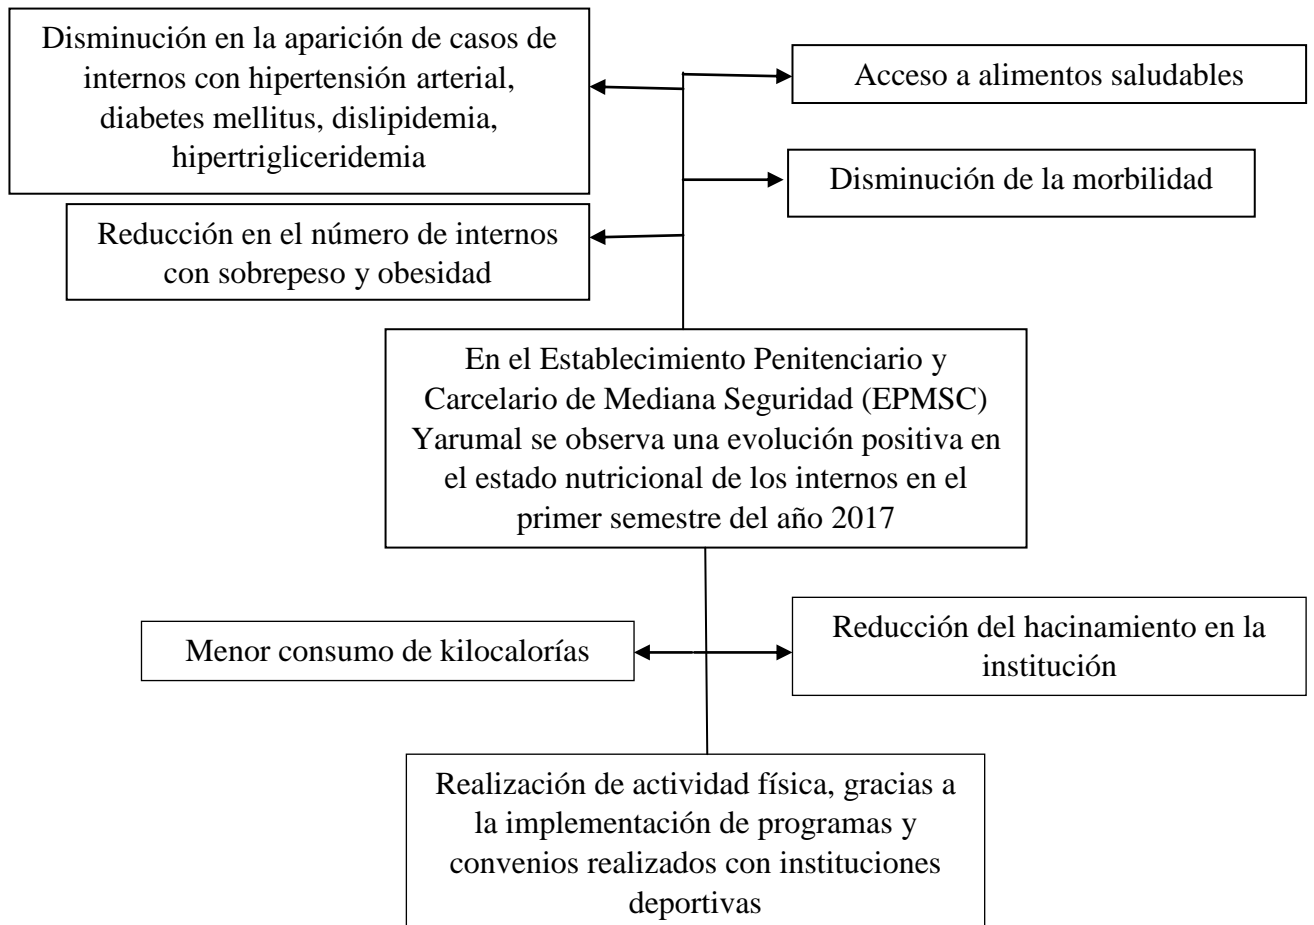 Disminución en la aparición de casos de
internos con hipertensión arterial,
diabetes mellitus, dislipidemia,
hipertrigliceridemia
Acceso a alimentos saludables
Disminución de la morbilidad
Reducción en el número de internos
con sobrepeso y obesidad
En el Establecimiento Penitenciario y
Carcelario de Mediana Seguridad (EPMSC)
Yarumal se observa una evolución positiva en
el estado nutricional de los internos en el
primer semestre del año 2017
Menor consumo de kilocalorías
Reducción del hacinamiento en la
institución
Realización de actividad física, gracias a
la implementación de programas y
convenios realizados con instituciones
deportivas